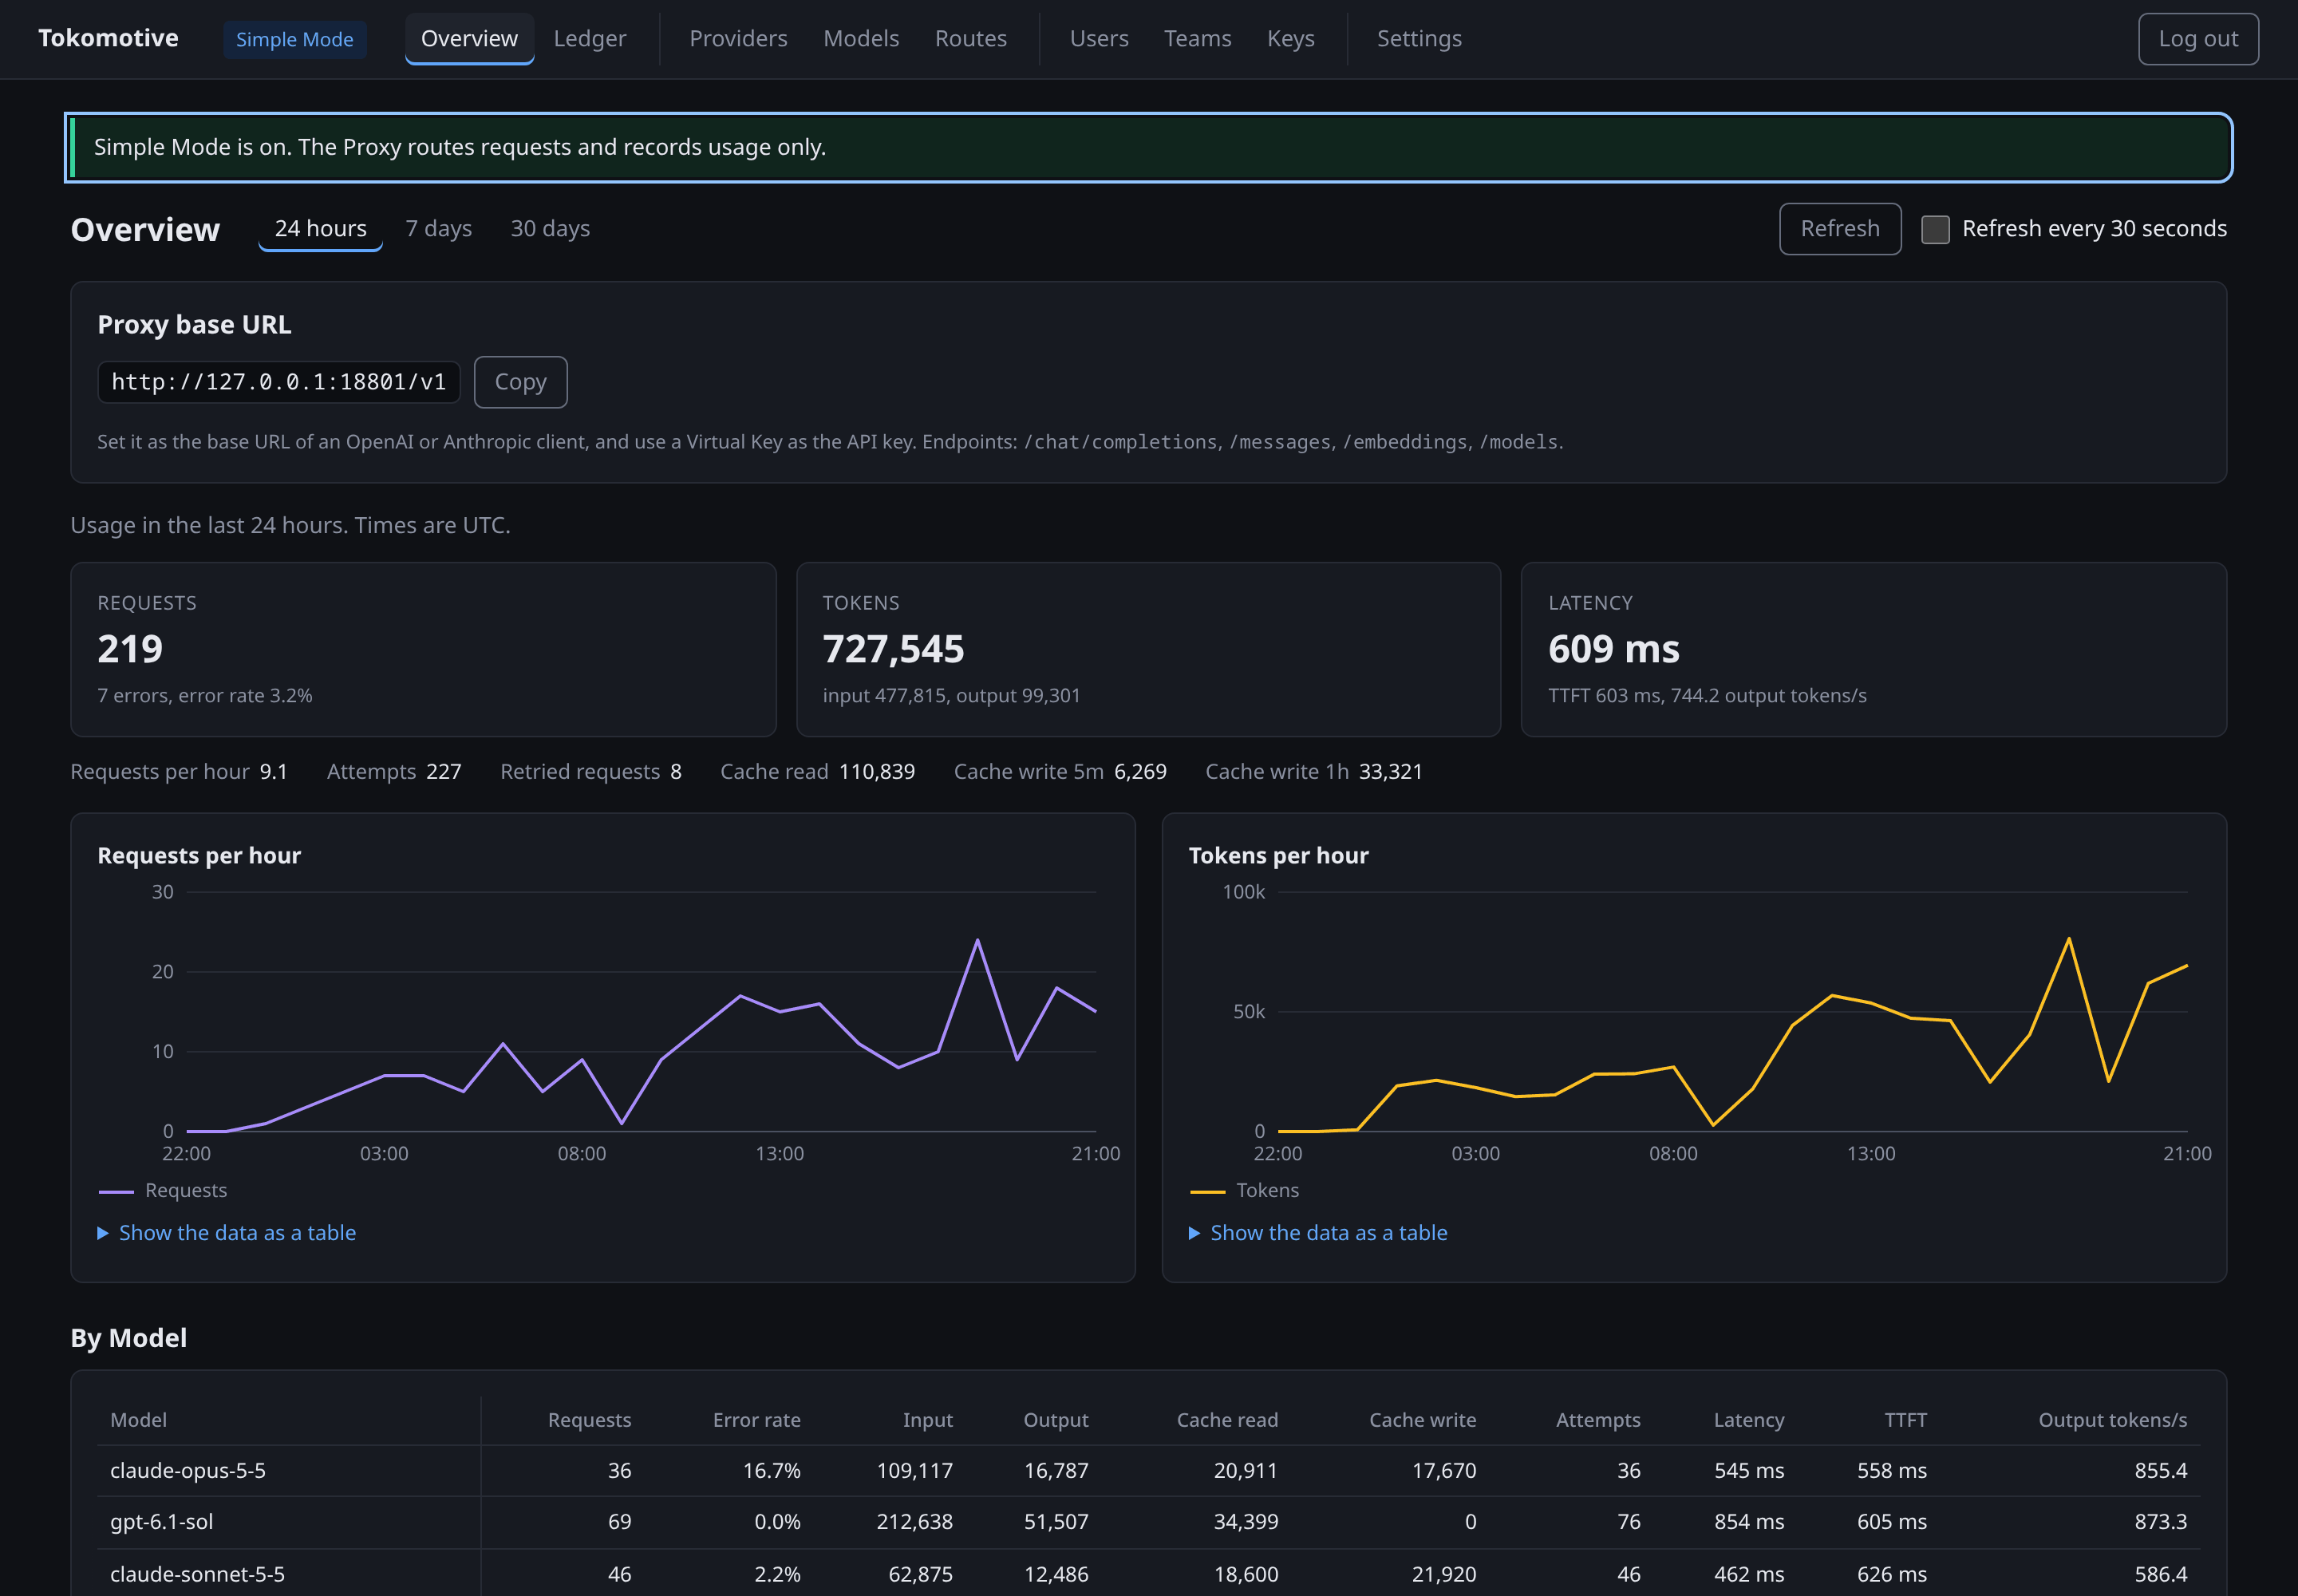 Tokomotive Simple Mode Overview Ledger Providers Models Routes Users Teams Keys Settings Log out
Simple Mode is on. The Proxy routes requests and records usage only.
Overview 24 hours 7 days 30 days Refresh Refresh every 30 seconds
Proxy base URL
http://127.0.0.1:18801/v1 Copy
Set it as the base URL of an OpenAI or Anthropic client, and use a Virtual Key as the API key. Endpoints: /chat/completions, /messages, /embeddings, /models.
Usage in the last 24 hours. Times are UTC.
REQUESTS
219
7 errors, error rate 3.2%
TOKENS
727,545
input 477,815, output 99,301
LATENCY
609 ms
TTFT 603 ms, 744.2 output tokens/s
Requests per hour 9.1 Attempts 227 Retried requests 8 Cache read 110,839 Cache write 5m 6,269 Cache write 1h 33,321
Requests per hour
30
20
10
0
22:00 03:00 08:00 13:00 21:00
Requests
Show the data as a table
Tokens per hour
100k
50k
0
22:00 03:00 08:00 13:00 21:00
Tokens
Show the data as a table
By Model
Model Requests Error rate Input Output Cache read Cache write Attempts Latency TTFT Output tokens/s
claude-opus-5-5 36 16.7% 109,117 16,787 20,911 17,670 36 545 ms 558 ms 855.4
gpt-6.1-sol 69 0.0% 212,638 51,507 34,399 0 76 854 ms 605 ms 873.3
claude-sonnet-5-5 46 2.2% 62,875 12,486 18,600 21,920 46 462 ms 626 ms 586.4